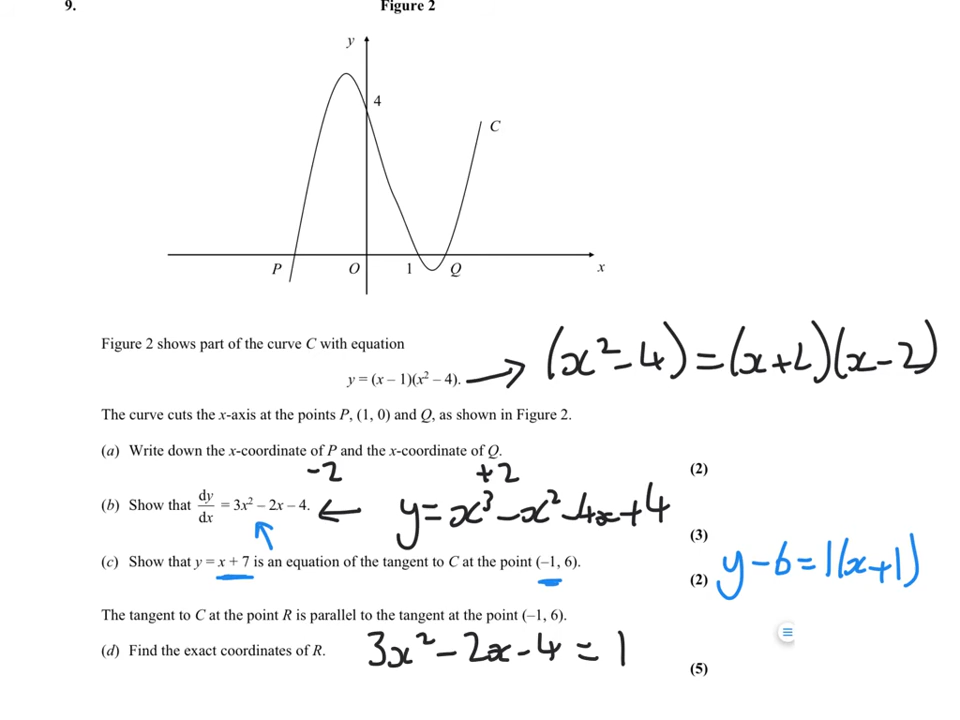 9.
Figure 2
y
4
C
P
O
1
Q
x
Figure 2 shows part of the curve C with equation
y = (x – 1)(x² – 4). → (x²-4)=(x+2)(x-2)
The curve cuts the x-axis at the points P, (1, 0) and Q, as shown in Figure 2.
(a) Write down the x-coordinate of P and the x-coordinate of Q.
-2 +2
(2)
(b) Show that dy/dx = 3x² – 2x – 4. ← y=x³-x²-4x+4
(3)
(c) Show that y = x + 7 is an equation of the tangent to C at the point (–1, 6).
(2) y-6=1(x+1)
The tangent to C at the point R is parallel to the tangent at the point (–1, 6).
(d) Find the exact coordinates of R. 3x²-2x-4=1
(5)